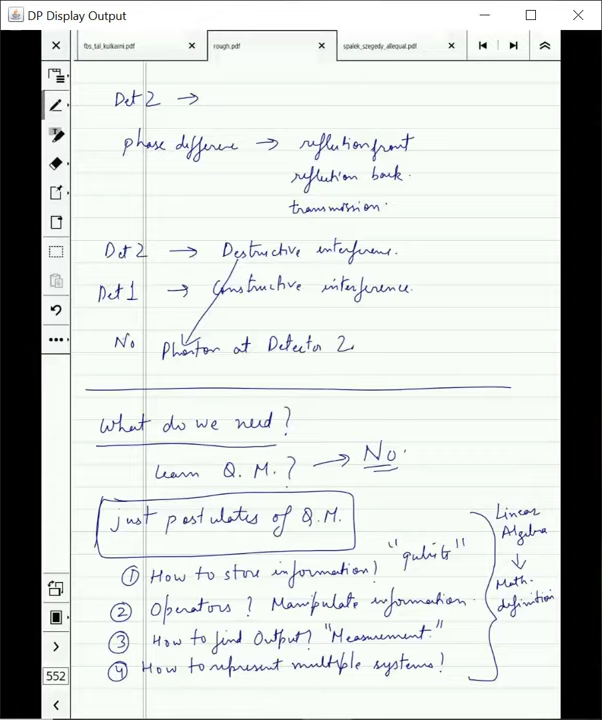 DP Display Output
fbs_tal_kulkarni.pdf
rough.pdf
spalek_szegedy_allequal.pdf
Det 2 →
phase difference → reflection front
reflection back.
transmission.
Det 2 → Destructive interference.
Det 1 → Constructive interference.
No Photon at Detector 2.
What do we need?
Learn Q.M.? → No.
just postulates of Q.M.
① How to store information? "qubits"
② Operators? Manipulate information.
③ How to find Output? "Measurement."
④ How to represent multiple systems?
Linear
Algebra
↓
Math.
definition
552